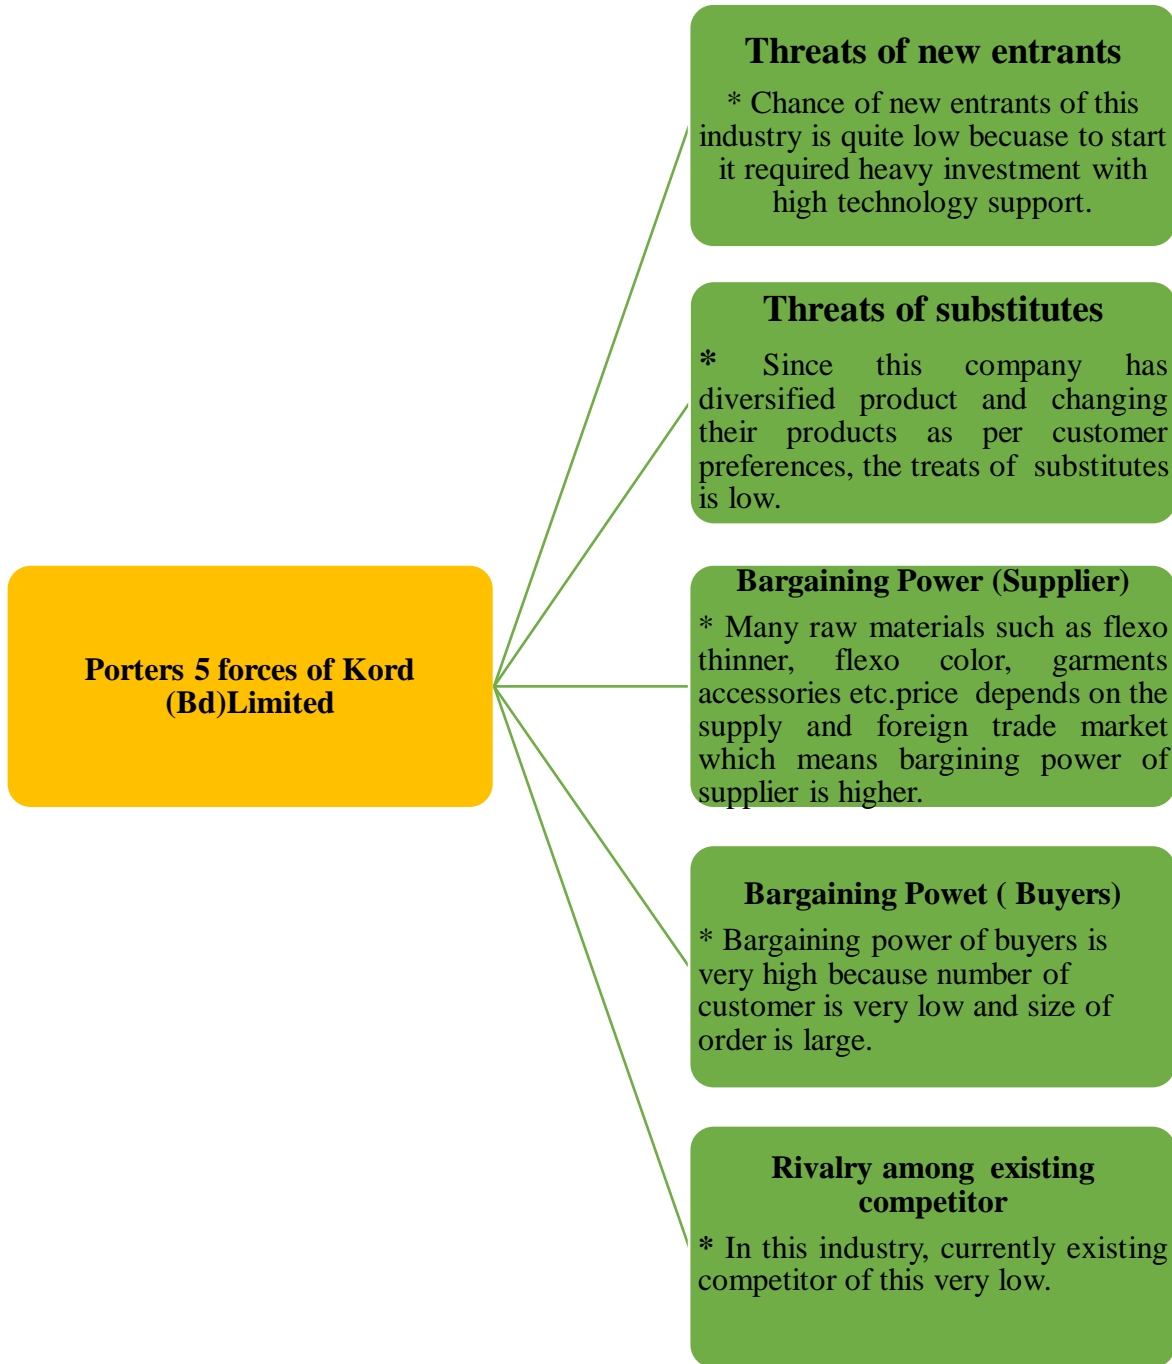 Threats of new entrants
* Chance of new entrants of this
industry is quite low becuase to start
it required heavy investment with
high technology support.
Threats of substitutes
* Since this company has
diversified product and changing
their products as per customer
preferences, the treats of substitutes
is low.
Porters 5 forces of Kord
(Bd)Limited
Bargaining Power (Supplier)
* Many raw materials such as flexo
thinner, flexo color, garments
accessories etc.price depends on the
supply and foreign trade market
which means bargining power of
supplier is higher.
Bargaining Powet ( Buyers)
* Bargaining power of buyers is
very high because number of
customer is very low and size of
order is large.
Rivalry among existing
competitor
* In this industry, currently existing
competitor of this very low.